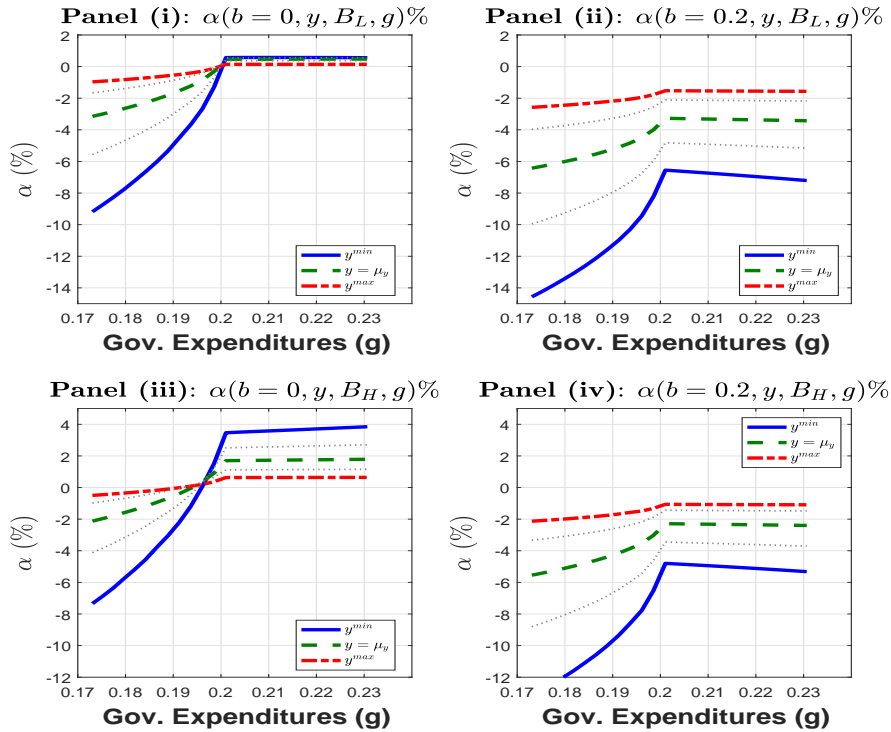 Panel (i): α(b = 0, y, B_L, g)%
2
0
-2
-4
-6
-8
-10
-12
-14
α (%)
y^{min}
y = μ_y
y^{max}
0.17 0.18 0.19 0.2 0.21 0.22 0.23
Gov. Expenditures (g)
Panel (ii): α(b = 0.2, y, B_L, g)%
2
0
-2
-4
-6
-8
-10
-12
-14
α (%)
y^{min}
y = μ_y
y^{max}
0.17 0.18 0.19 0.2 0.21 0.22 0.23
Gov. Expenditures (g)
Panel (iii): α(b = 0, y, B_H, g)%
4
2
0
-2
-4
-6
-8
-10
-12
α (%)
y^{min}
y = μ_y
y^{max}
0.17 0.18 0.19 0.2 0.21 0.22 0.23
Gov. Expenditures (g)
Panel (iv): α(b = 0.2, y, B_H, g)%
4
2
0
-2
-4
-6
-8
-10
-12
α (%)
y^{min}
y = μ_y
y^{max}
0.17 0.18 0.19 0.2 0.21 0.22 0.23
Gov. Expenditures (g)